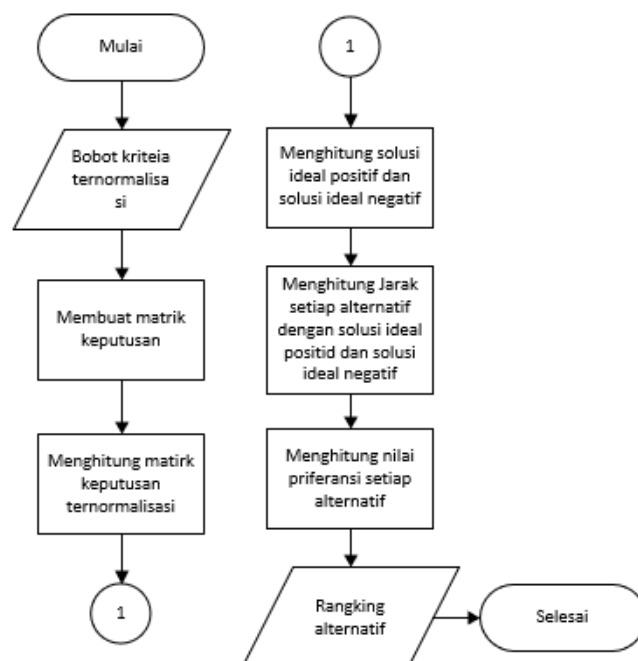 Mulai
Bobot kriteia
ternormalisa
si
Membuat matrik
keputusan
Menghitung matirk
keputusan
ternormalisasi
1
1
Menghitung solusi
ideal positif dan
solusi ideal negatif
Menghitung Jarak
setiap alternatif
dengan solusi ideal
positid dan solusi
ideal negatif
Menghitung nilai
priferansi setiap
alternatif
Rangking
alternatif
Selesai